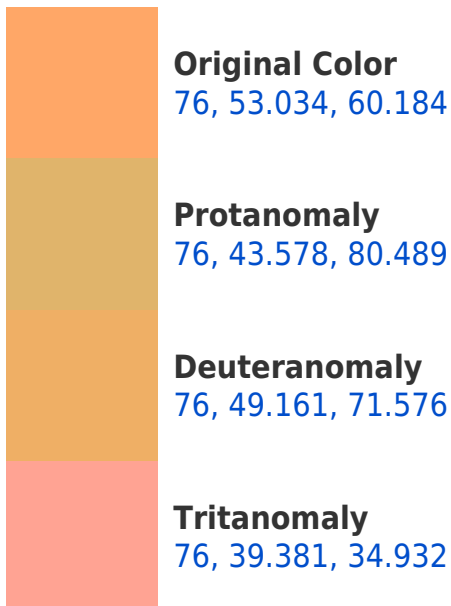 Original Color
76, 53.034, 60.184
Protanomaly
76, 43.578, 80.489
Deuteranomaly
76, 49.161, 71.576
Tritanomaly
76, 39.381, 34.932